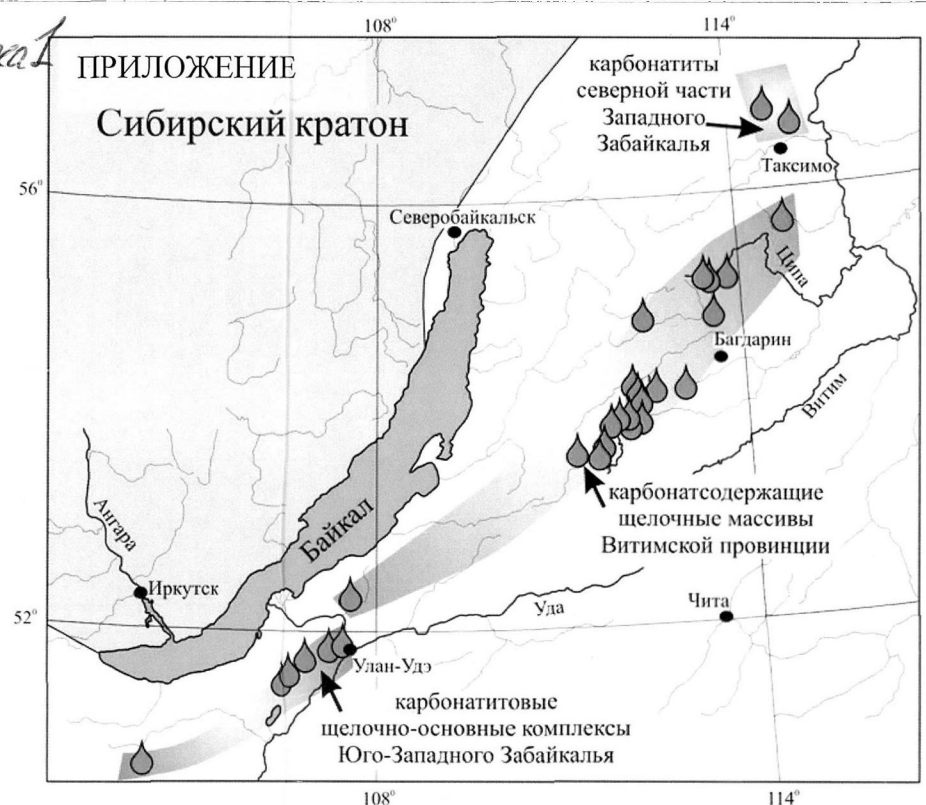 108°
114°
ПРИЛОЖЕНИЕ
Сибирский кратон
карбонатиты
северной части
Западного
Забайкалья
Таксимо
56°
Северобайкальск
Ципа
Багдарин
Витим
карбонатсодержащие
щелочные массивы
Витимской провинции
Ангара
Байкал
Иркутск
52°
Уда
Чита
Улан-Удэ
карбонатитовые
щелочно-основные комплексы
Юго-Западного Забайкалья
108°
114°